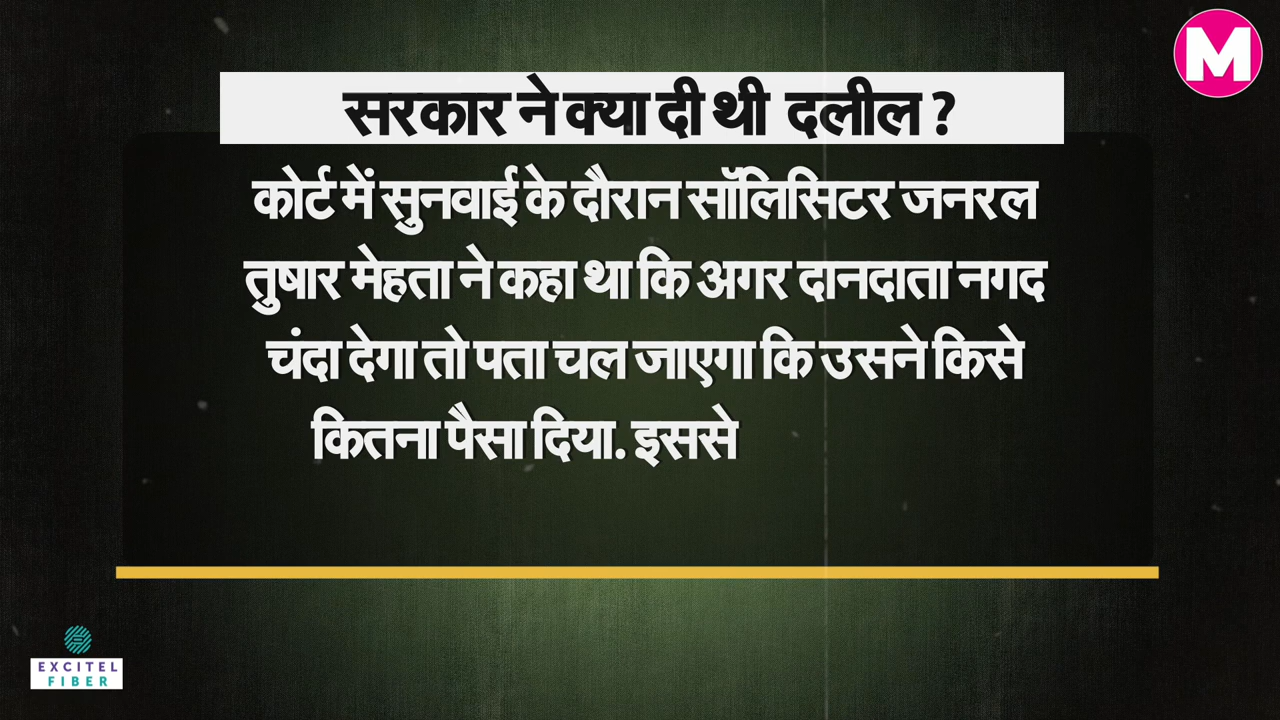 M
सरकार ने क्या दी थी दलील ?
कोर्ट में सुनवाई के दौरान सॉलिसिटर जनरल
तुषार मेहता ने कहा था कि अगर दानदाता नगद
चंदा देगा तो पता चल जाएगा कि उसने किसे
कितना पैसा दिया. इससे
EXCITEL
FIBER